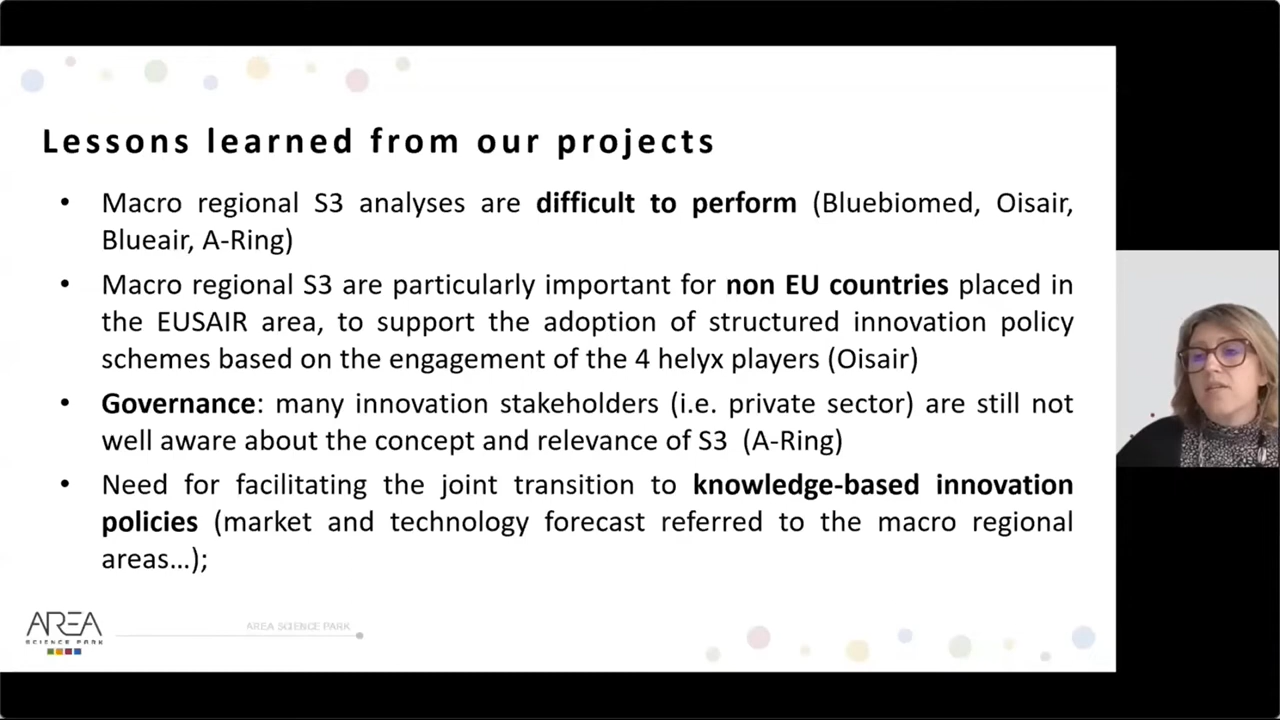 Lessons learned from our projects
• Macro regional S3 analyses are difficult to perform (Bluebiomed, Oisair,
Blueair, A-Ring)
• Macro regional S3 are particularly important for non EU countries placed in
the EUSAIR area, to support the adoption of structured innovation policy
schemes based on the engagement of the 4 helyx players (Oisair)
• Governance: many innovation stakeholders (i.e. private sector) are still not
well aware about the concept and relevance of S3 (A-Ring)
• Need for facilitating the joint transition to knowledge-based innovation
policies (market and technology forecast referred to the macro regional
areas...);
AREA
SCIENCE PARK
AREA SCIENCE PARK